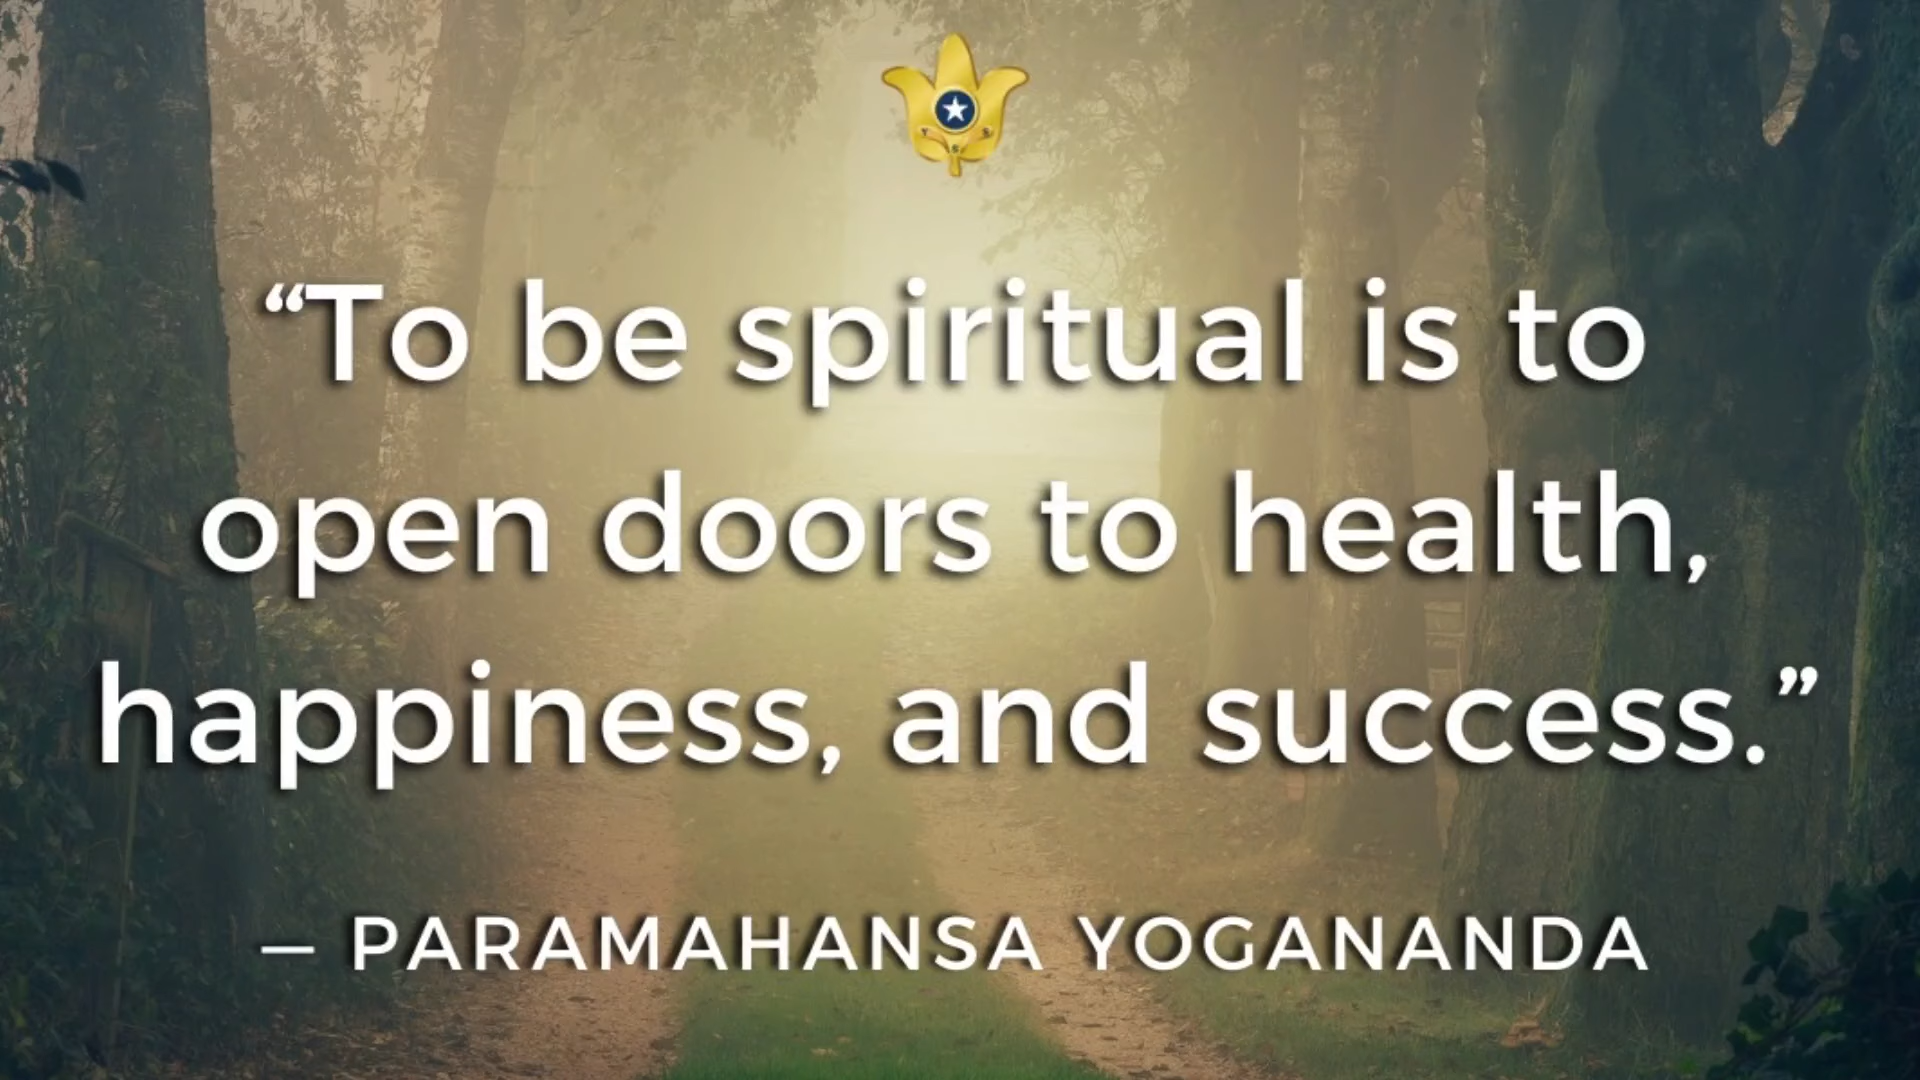 Y S S
“To be spiritual is to
open doors to health,
happiness, and success.”
— PARAMAHANSA YOGANANDA